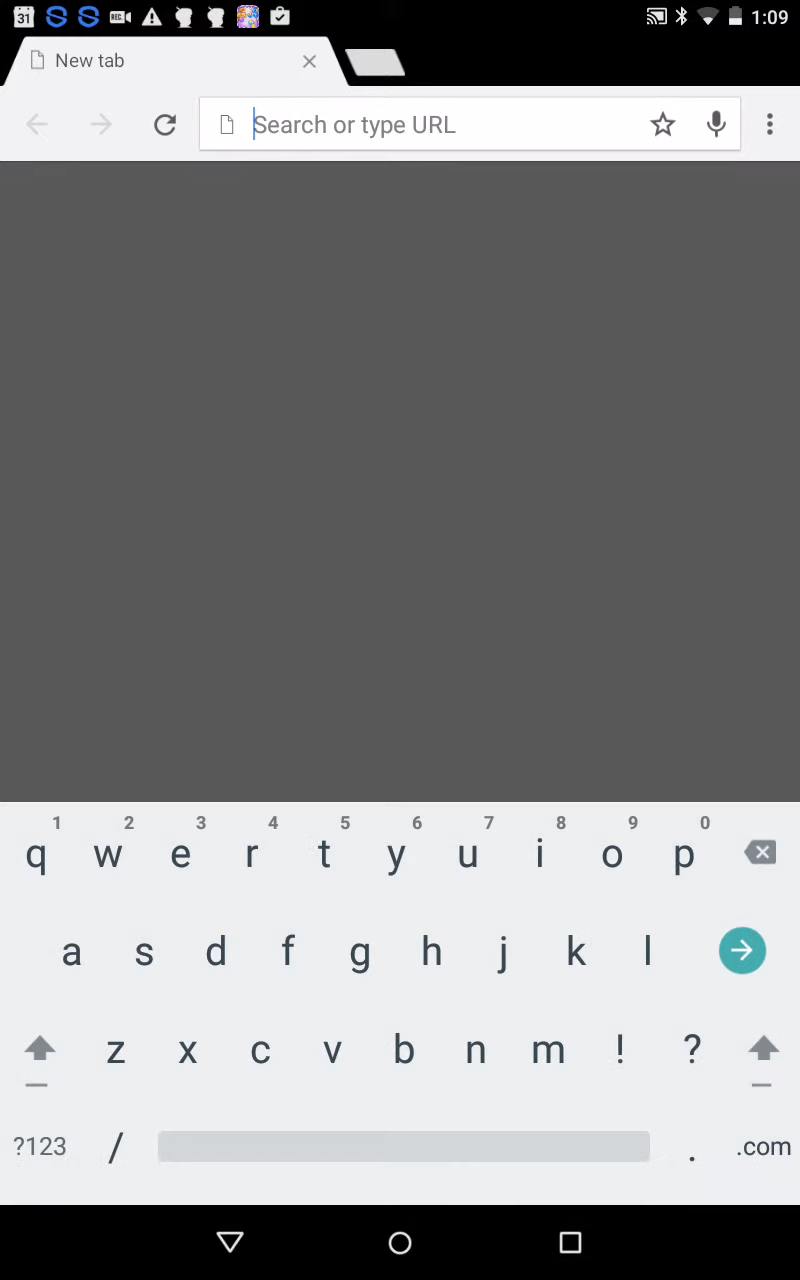 31 REC. 1:09
New tab
Search or type URL
1 2 3 4 5 6 7 8 9 0
q w e r t y u i o p
a s d f g h j k l
z x c v b n m ! ?
?123 / . .com